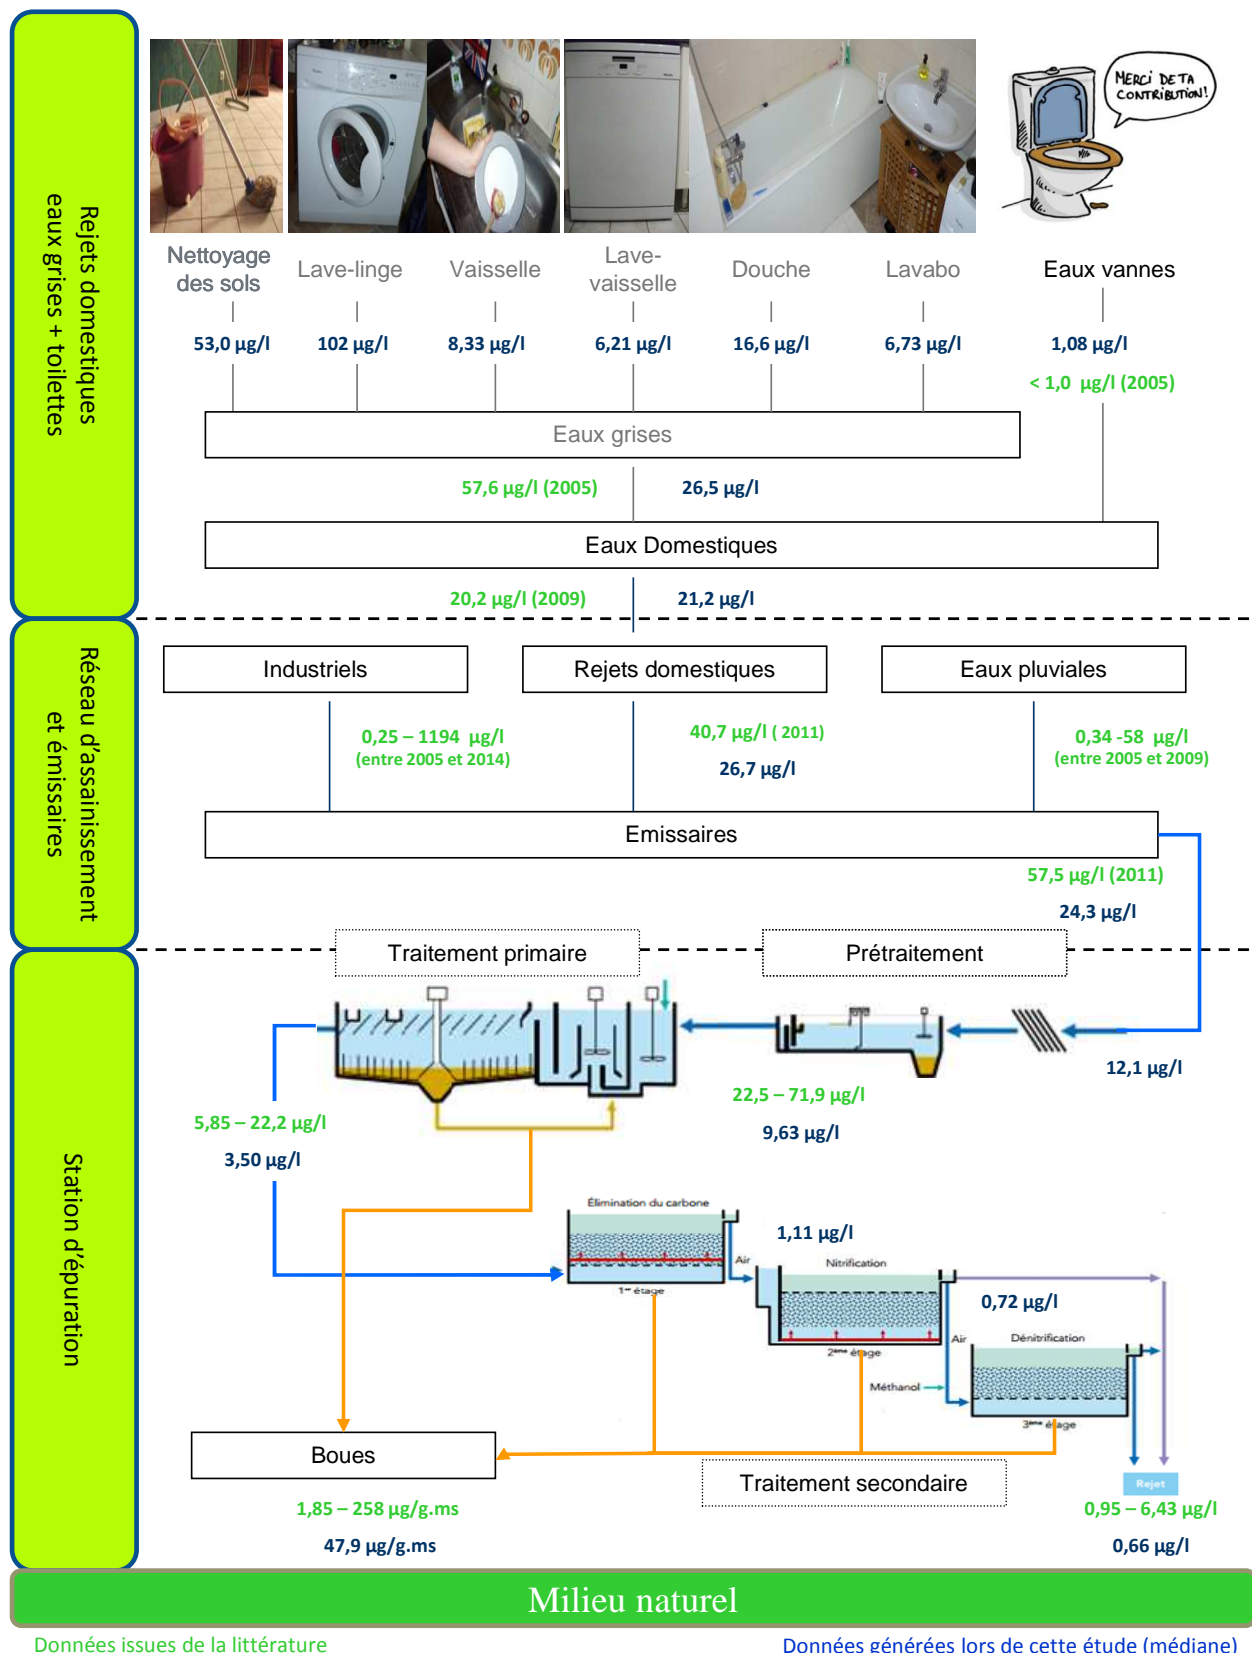 Rejets domestiques
eaux grises + toilettes
MERCI DE TA
CONTRIBUTION!
Nettoyage
des sols
Lave-linge
Vaisselle
Lave-
vaisselle
Douche
Lavabo
Eaux vannes
53,0 µg/l
102 µg/l
8,33 µg/l
6,21 µg/l
16,6 µg/l
6,73 µg/l
1,08 µg/l
< 1,0 µg/l (2005)
Eaux grises
57,6 µg/l (2005)
26,5 µg/l
Eaux Domestiques
20,2 µg/l (2009)
21,2 µg/l
Réseau d'assainissement
et émissaires
Industriels
Rejets domestiques
Eaux pluviales
0,25 – 1194 µg/l
(entre 2005 et 2014)
40,7 µg/l ( 2011)
26,7 µg/l
0,34 -58 µg/l
(entre 2005 et 2009)
Emissaires
57,5 µg/l (2011)
24,3 µg/l
Station d'épuration
Traitement primaire
Prétraitement
12,1 µg/l
22,5 – 71,9 µg/l
9,63 µg/l
5,85 – 22,2 µg/l
3,50 µg/l
Élimination du carbone
1er étage
Air
1,11 µg/l
Nitrification
2ème étage
0,72 µg/l
Air
Dénitrification
Méthanol
3ème étage
Boues
Traitement secondaire
Rejet
1,85 – 258 µg/g.ms
47,9 µg/g.ms
0,95 – 6,43 µg/l
0,66 µg/l
Milieu naturel
Données issues de la littérature
Données générées lors de cette étude (médiane)